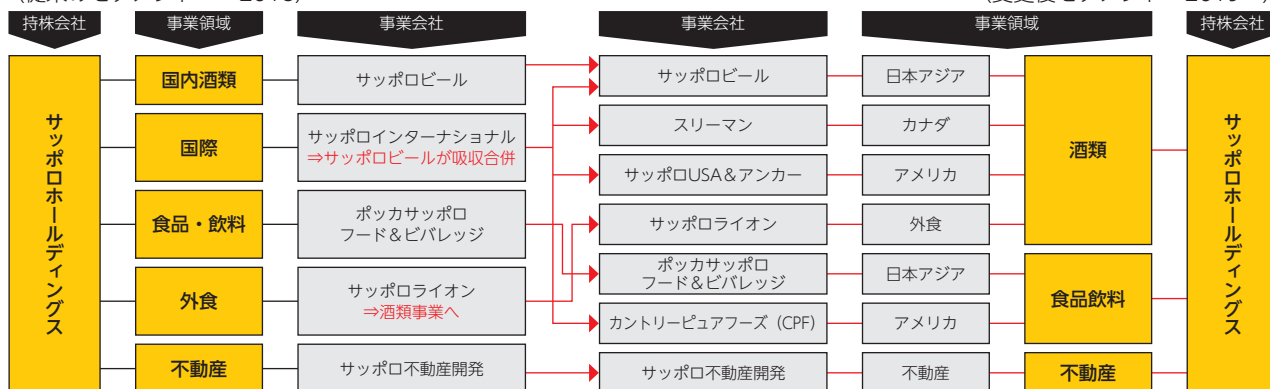 持株会社
事業領域
事業会社
事業会社
事業領域
持株会社
サッポロホールディングス
国内酒類
サッポロビール
国際
サッポロインターナショナル
⇒サッポロビールが吸収合併
食品・飲料
ポッカサッポロ
フード＆ビバレッジ
外食
サッポロライオン
⇒酒類事業へ
不動産
サッポロ不動産開発
サッポロビール
日本アジア
スリーマン
カナダ
サッポロUSA＆アンカー
アメリカ
サッポロライオン
外食
酒類
ポッカサッポロ
フード＆ビバレッジ
日本アジア
カントリーピュアフーズ（CPF）
アメリカ
食品飲料
サッポロ不動産開発
不動産
不動産
サッポロホールディングス